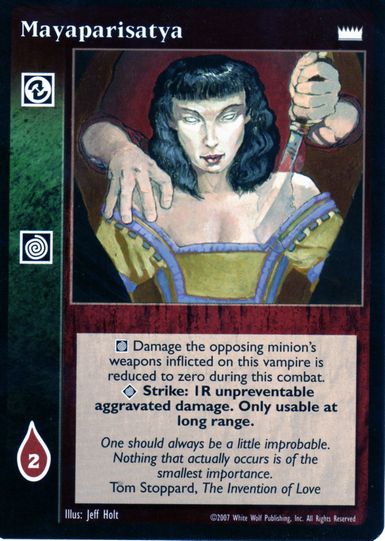 Mayaparisatya
Damage the opposing minion's
weapons inflicted on this vampire is
reduced to zero during this combat.
Strike: 1R unpreventable
aggravated damage. Only usable at
long range.
One should always be a little improbable.
Nothing that actually occurs is of the
smallest importance.
Tom Stoppard, The Invention of Love
2
Illus: Jeff Holt
©2007 White Wolf Publishing, Inc. All Rights Reserved